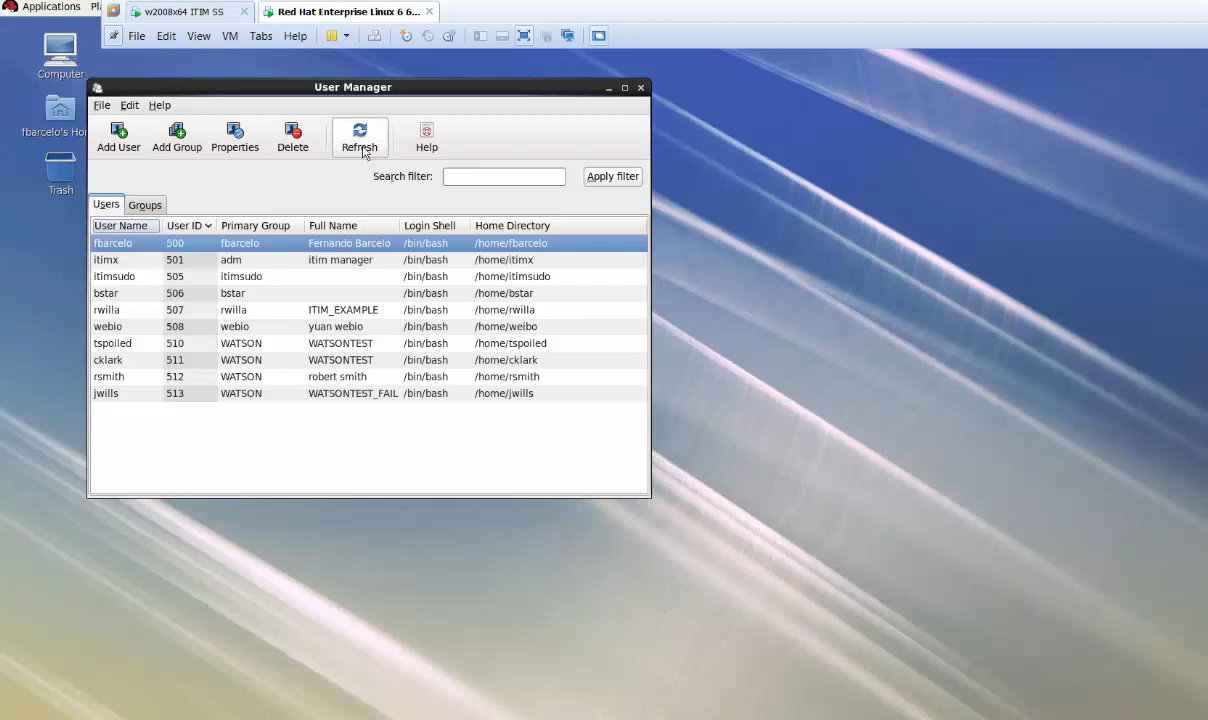 Applications Pl
w2008x64 ITIM SS
Red Hat Enterprise Linux 6 6...
File Edit View VM Tabs Help
Computer
fbarcelo's Ho
Trash
User Manager
File Edit Help
Add User Add Group Properties Delete Refresh Help
Search filter: Apply filter
Users Groups
User Name User ID Primary Group Full Name Login Shell Home Directory
fbarcelo 500 fbarcelo Fernando Barcelo /bin/bash /home/fbarcelo
itimx 501 adm itim manager /bin/bash /home/itimx
itimsudo 505 itimsudo /bin/bash /home/itimsudo
bstar 506 bstar /bin/bash /home/bstar
rwilla 507 rwilla ITIM_EXAMPLE /bin/bash /home/rwilla
webio 508 webio yuan webio /bin/bash /home/weibo
tspoiled 510 WATSON WATSONTEST /bin/bash /home/tspoiled
cklark 511 WATSON WATSONTEST /bin/bash /home/cklark
rsmith 512 WATSON robert smith /bin/bash /home/rsmith
jwills 513 WATSON WATSONTEST_FAIL /bin/bash /home/jwills